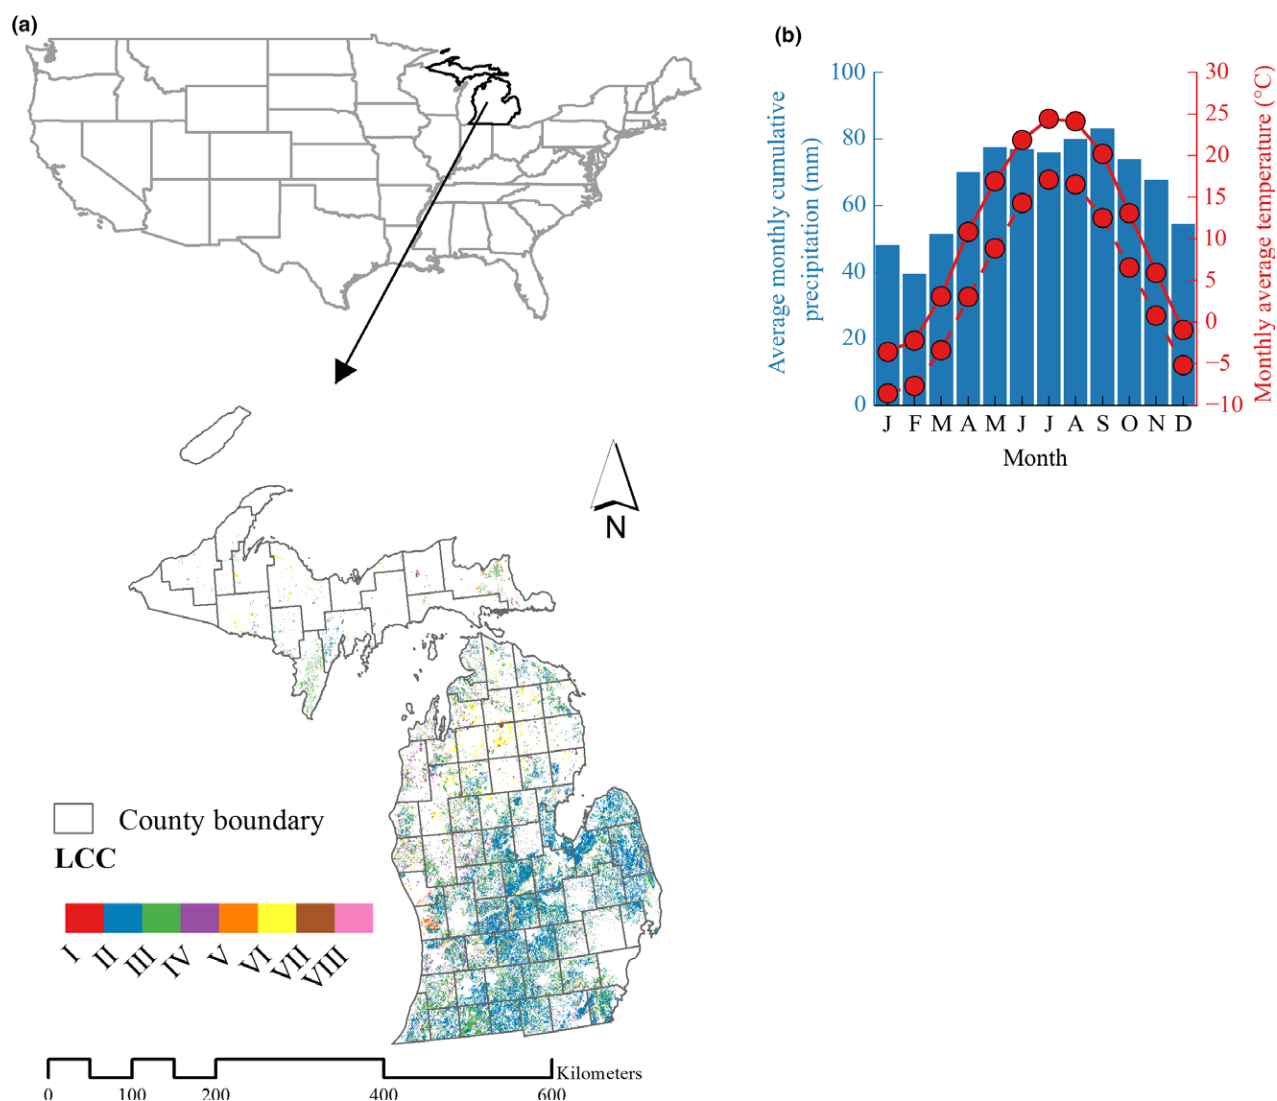 (a)
(b)
100
80
60
40
20
0
Average monthly cumulative
precipitation (mm)
30
25
20
15
10
5
0
−5
−10
Monthly average temperature (°C)
J F M A M J J A S O N D
Month
N
County boundary
LCC
I II III IV V VI VII VIII
0 100 200 400 600 Kilometers